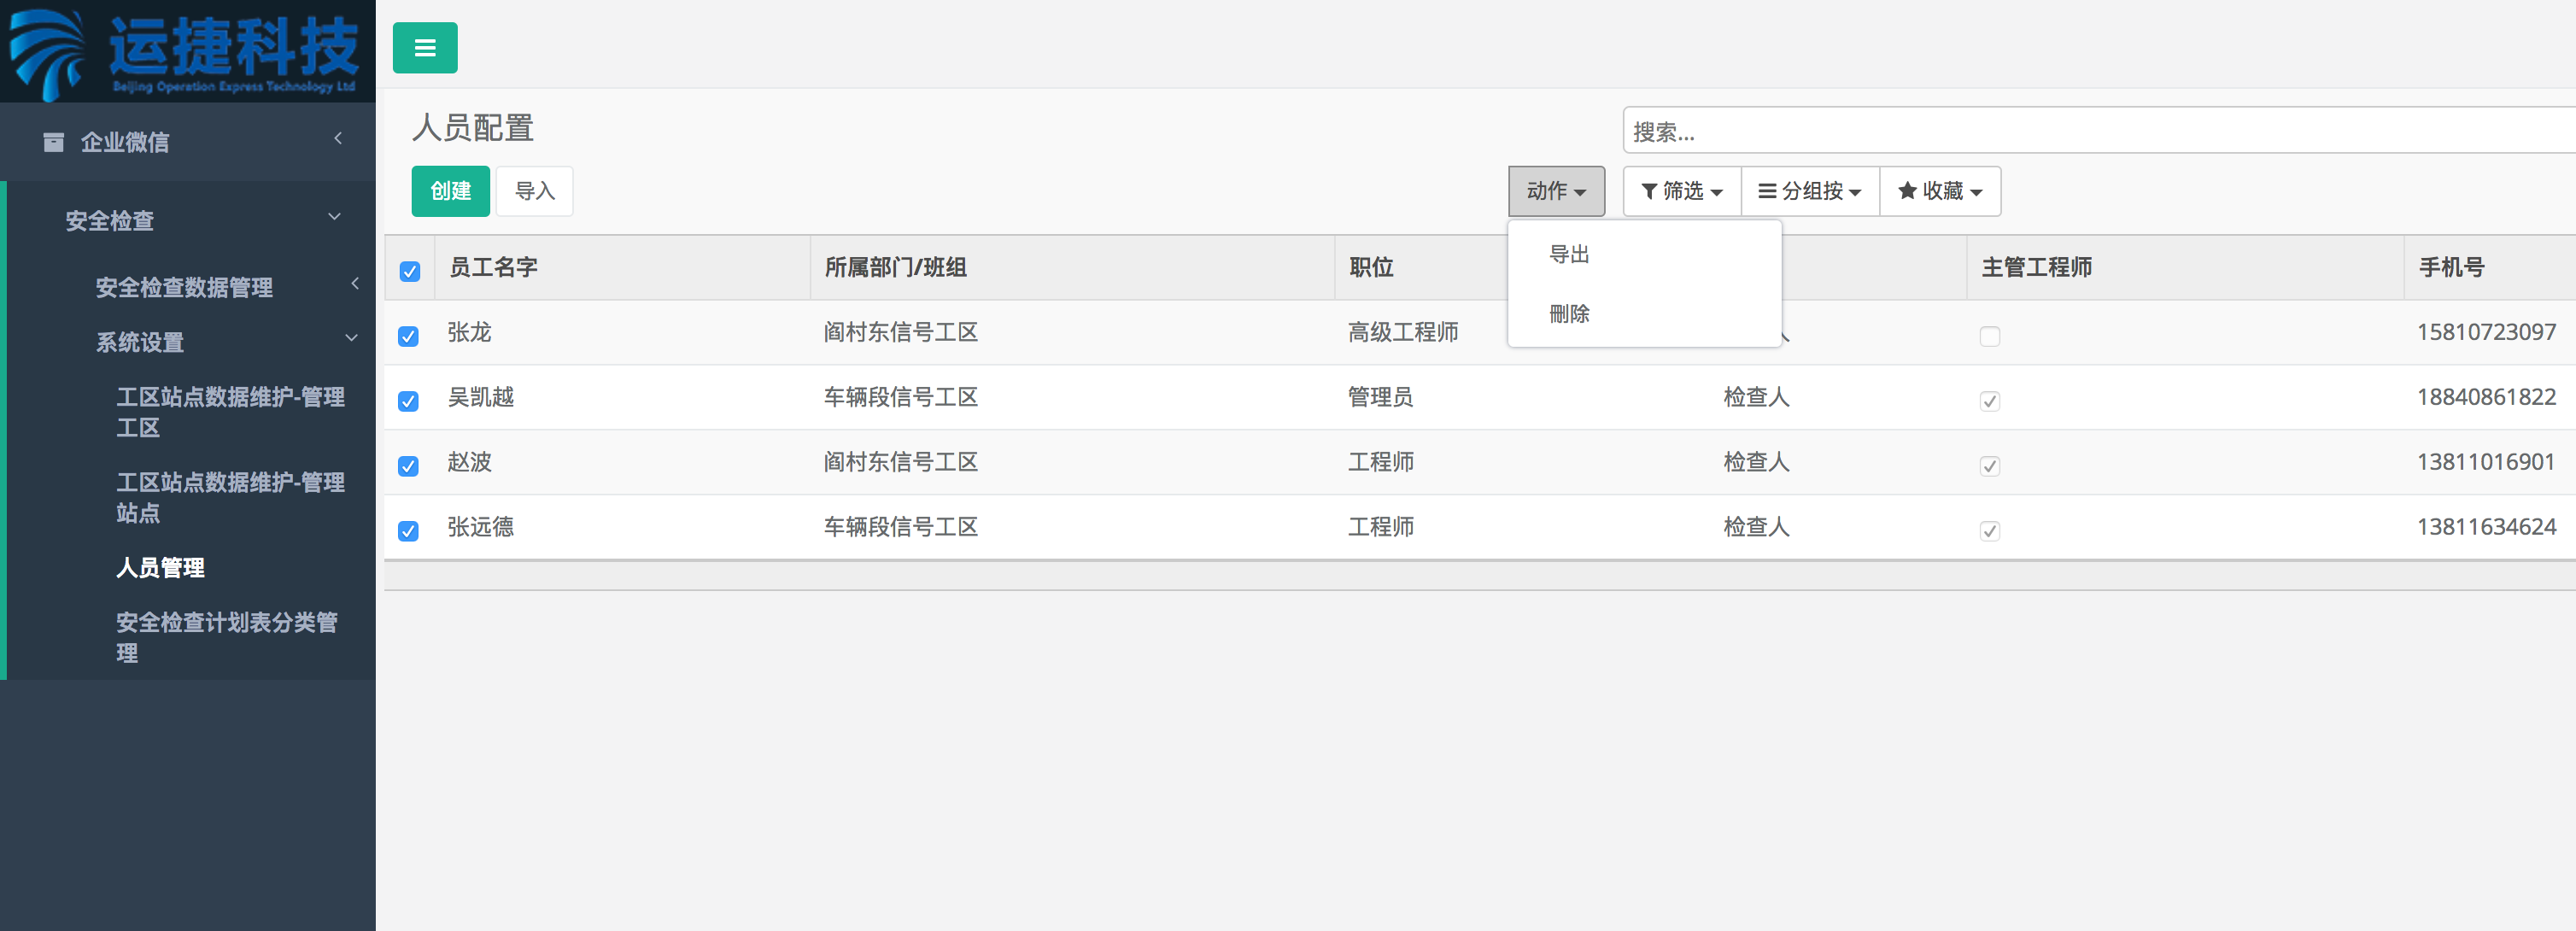 运捷科技
Beijing Operation Express Technology Ltd
企业微信
安全检查
安全检查数据管理
系统设置
工区站点数据维护-管理
工区
工区站点数据维护-管理
站点
人员管理
安全检查计划表分类管
理
人员配置
搜索...
创建 导入 动作 筛选 分组按 收藏
导出
刪除
员工名字 所属部门/班组 职位 主管工程师 手机号
张龙 阎村东信号工区 高级工程师 15810723097
吴凯越 车辆段信号工区 管理员 检查人 18840861822
赵波 阎村东信号工区 工程师 检查人 13811016901
张远德 车辆段信号工区 工程师 检查人 13811634624